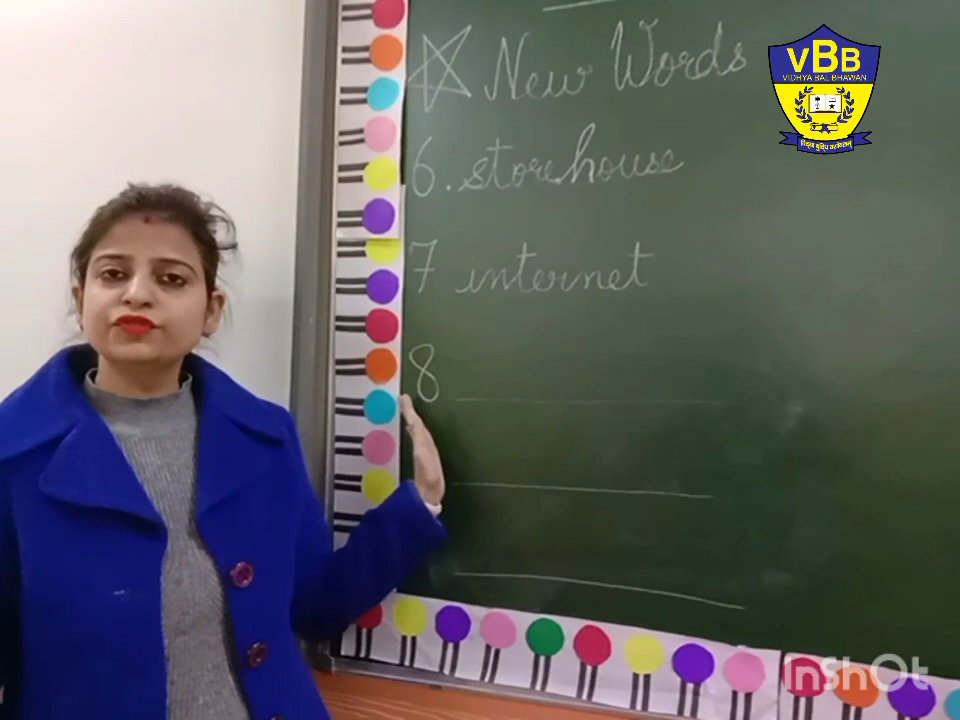 New Words
6. storehouse
7. internet
8
VBB
VIDHYA BAL BHAWAN
InShOt